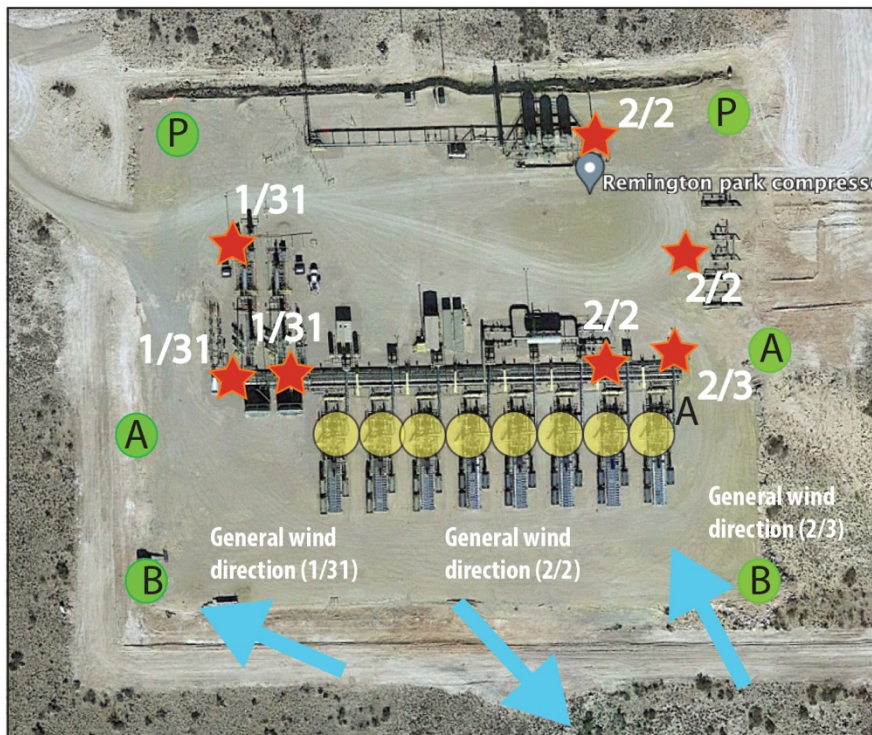 P
P
2/2
Remington park compresso
1/31
2/2
1/31
1/31
2/2
2/3
A
A
A
General wind
direction (1/31)
General wind
direction (2/2)
General wind
direction (2/3)
B
B